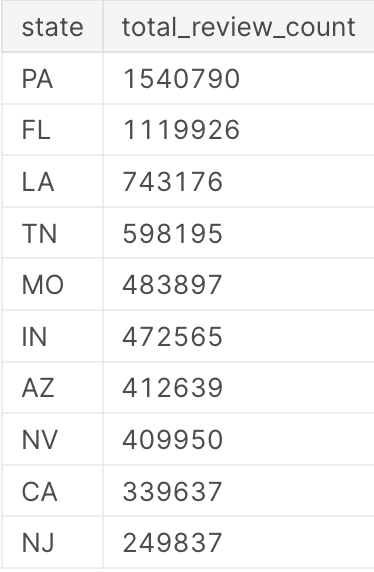 state total_review_count
PA 1540790
FL 1119926
LA 743176
TN 598195
MO 483897
IN 472565
AZ 412639
NV 409950
CA 339637
NJ 249837